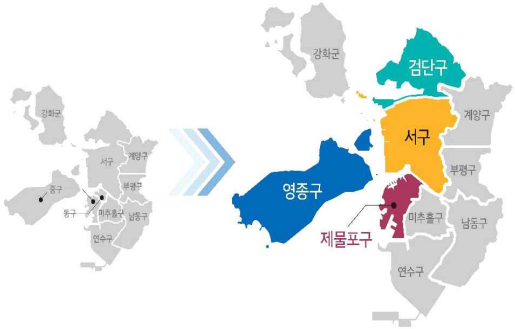 강화군
서구
계양구
중구
부평구
동구
미추홀구
남동구
연수구
강화군
검단구
계양구
서구
부평구
영종구
제물포구
미추홀구
남동구
연수구